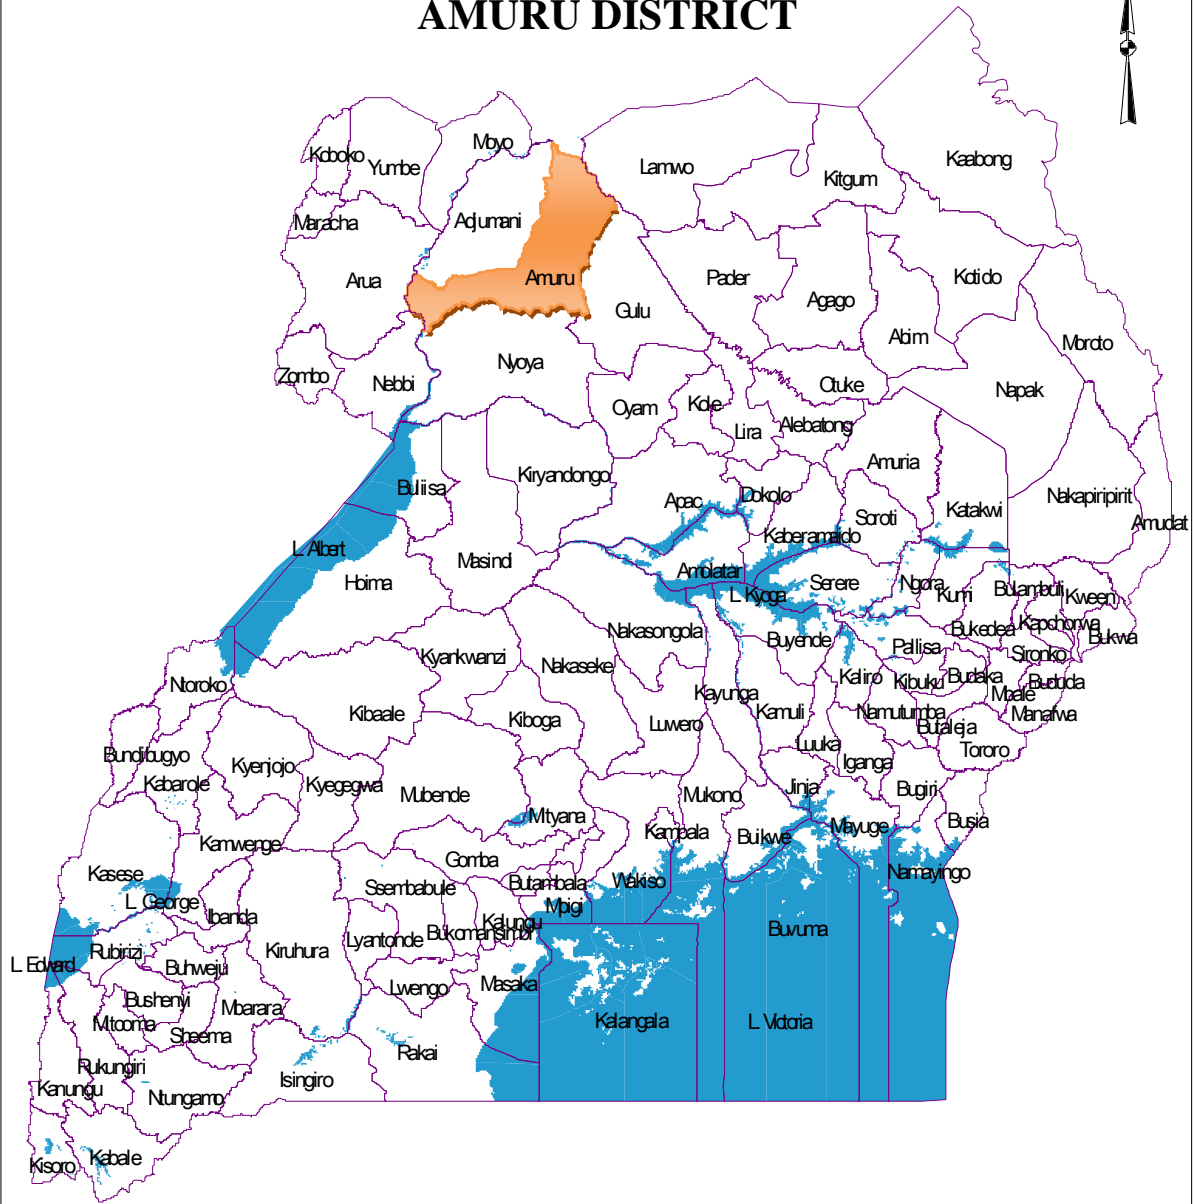 AMURU DISTRICT
Moyo
Koboko
Yumbe
Lamwo
Kaabong
Kitgum
Maracha
Adjumani
Arua
Amuru
Pader
Kotido
Agago
Gulu
Abim
Moroto
Nyoya
Zombo
Nebbi
Otuke
Napak
Oyam
Kole
Lira
Alebatong
Amuria
Kiryandongo
Buliisa
Apac
Dokolo
Nakapiripirit
Katakwi
Soroti
Amudat
Kaberamaido
L. Albert
Masindi
Hoima
Amolatar
Serere
Ngora
L. Kyoga
Kumi
Bulambuli
Kween
Nakasongola
Buyende
Bukedea
Kapchorwa
Bukwa
Pallisa
Sironko
Kyankwanzi
Nakaseke
Ntoroko
Kaliro
Kibuku
Budaka
Bududa
Mbale
Kayunga
Kibaale
Kiboga
Luwero
Kamuli
Namutumba
Manafwa
Butaleja
Luuka
Tororo
Bundibugyo
Kyenjojo
Iganga
Kabarole
Kyegegwa
Mubende
Mukono
Jinja
Bugiri
Mityana
Kampala
Buikwe
Mayuge
Busia
Kamwenge
Gomba
Kasese
Ssembabule
Butambala
Wakiso
Namayingo
L. George
Ibanda
Mpigi
Kalungu
Lyantonde
Bukomansimbi
Buvuma
Kiruhura
Rubirizi
L. Edward
Buhweju
Lwengo
Masaka
Bushenyi
Mbarara
Mitooma
Sheema
Kalangala
L. Victoria
Rakai
Rukungiri
Isingiro
Kanungu
Ntungamo
Kabale
Kisoro